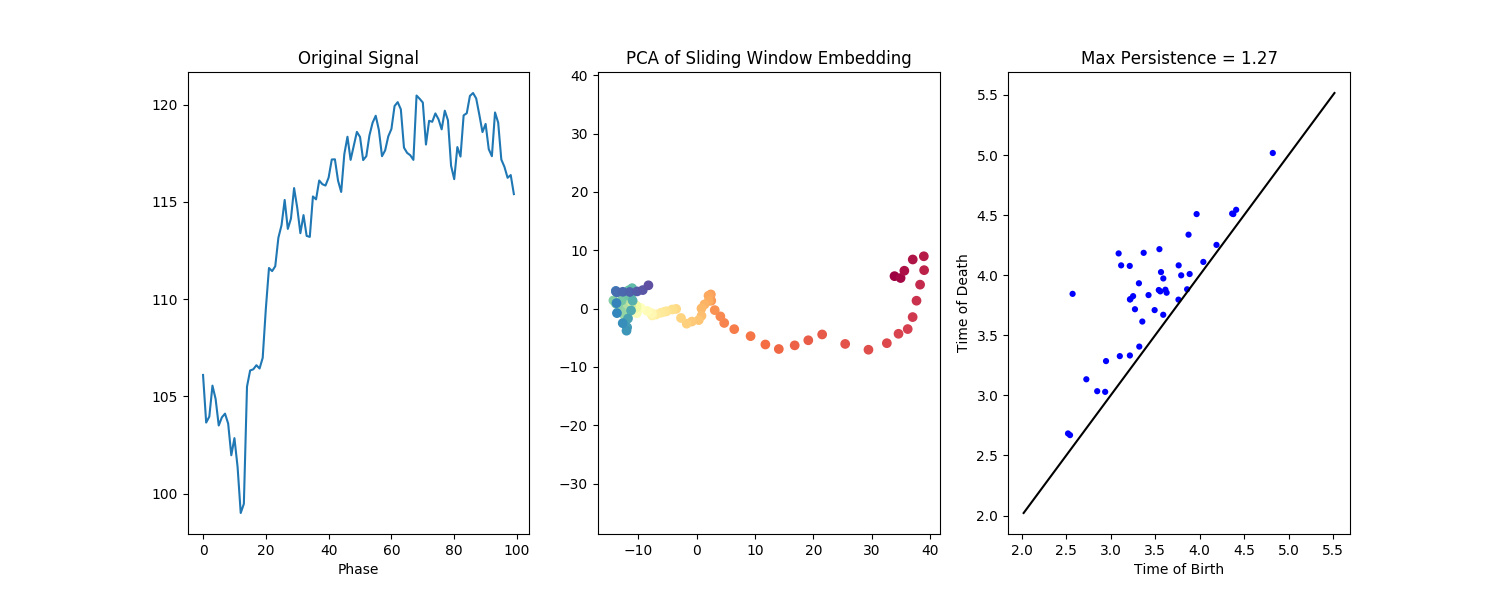 Original Signal
120
115
110
105
100
0 20 40 60 80 100
Phase
PCA of Sliding Window Embedding
40
30
20
10
0
−10
−20
−30
−10 0 10 20 30 40
Max Persistence = 1.27
Time of Death
5.5
5.0
4.5
4.0
3.5
3.0
2.5
2.0
2.0 2.5 3.0 3.5 4.0 4.5 5.0 5.5
Time of Birth